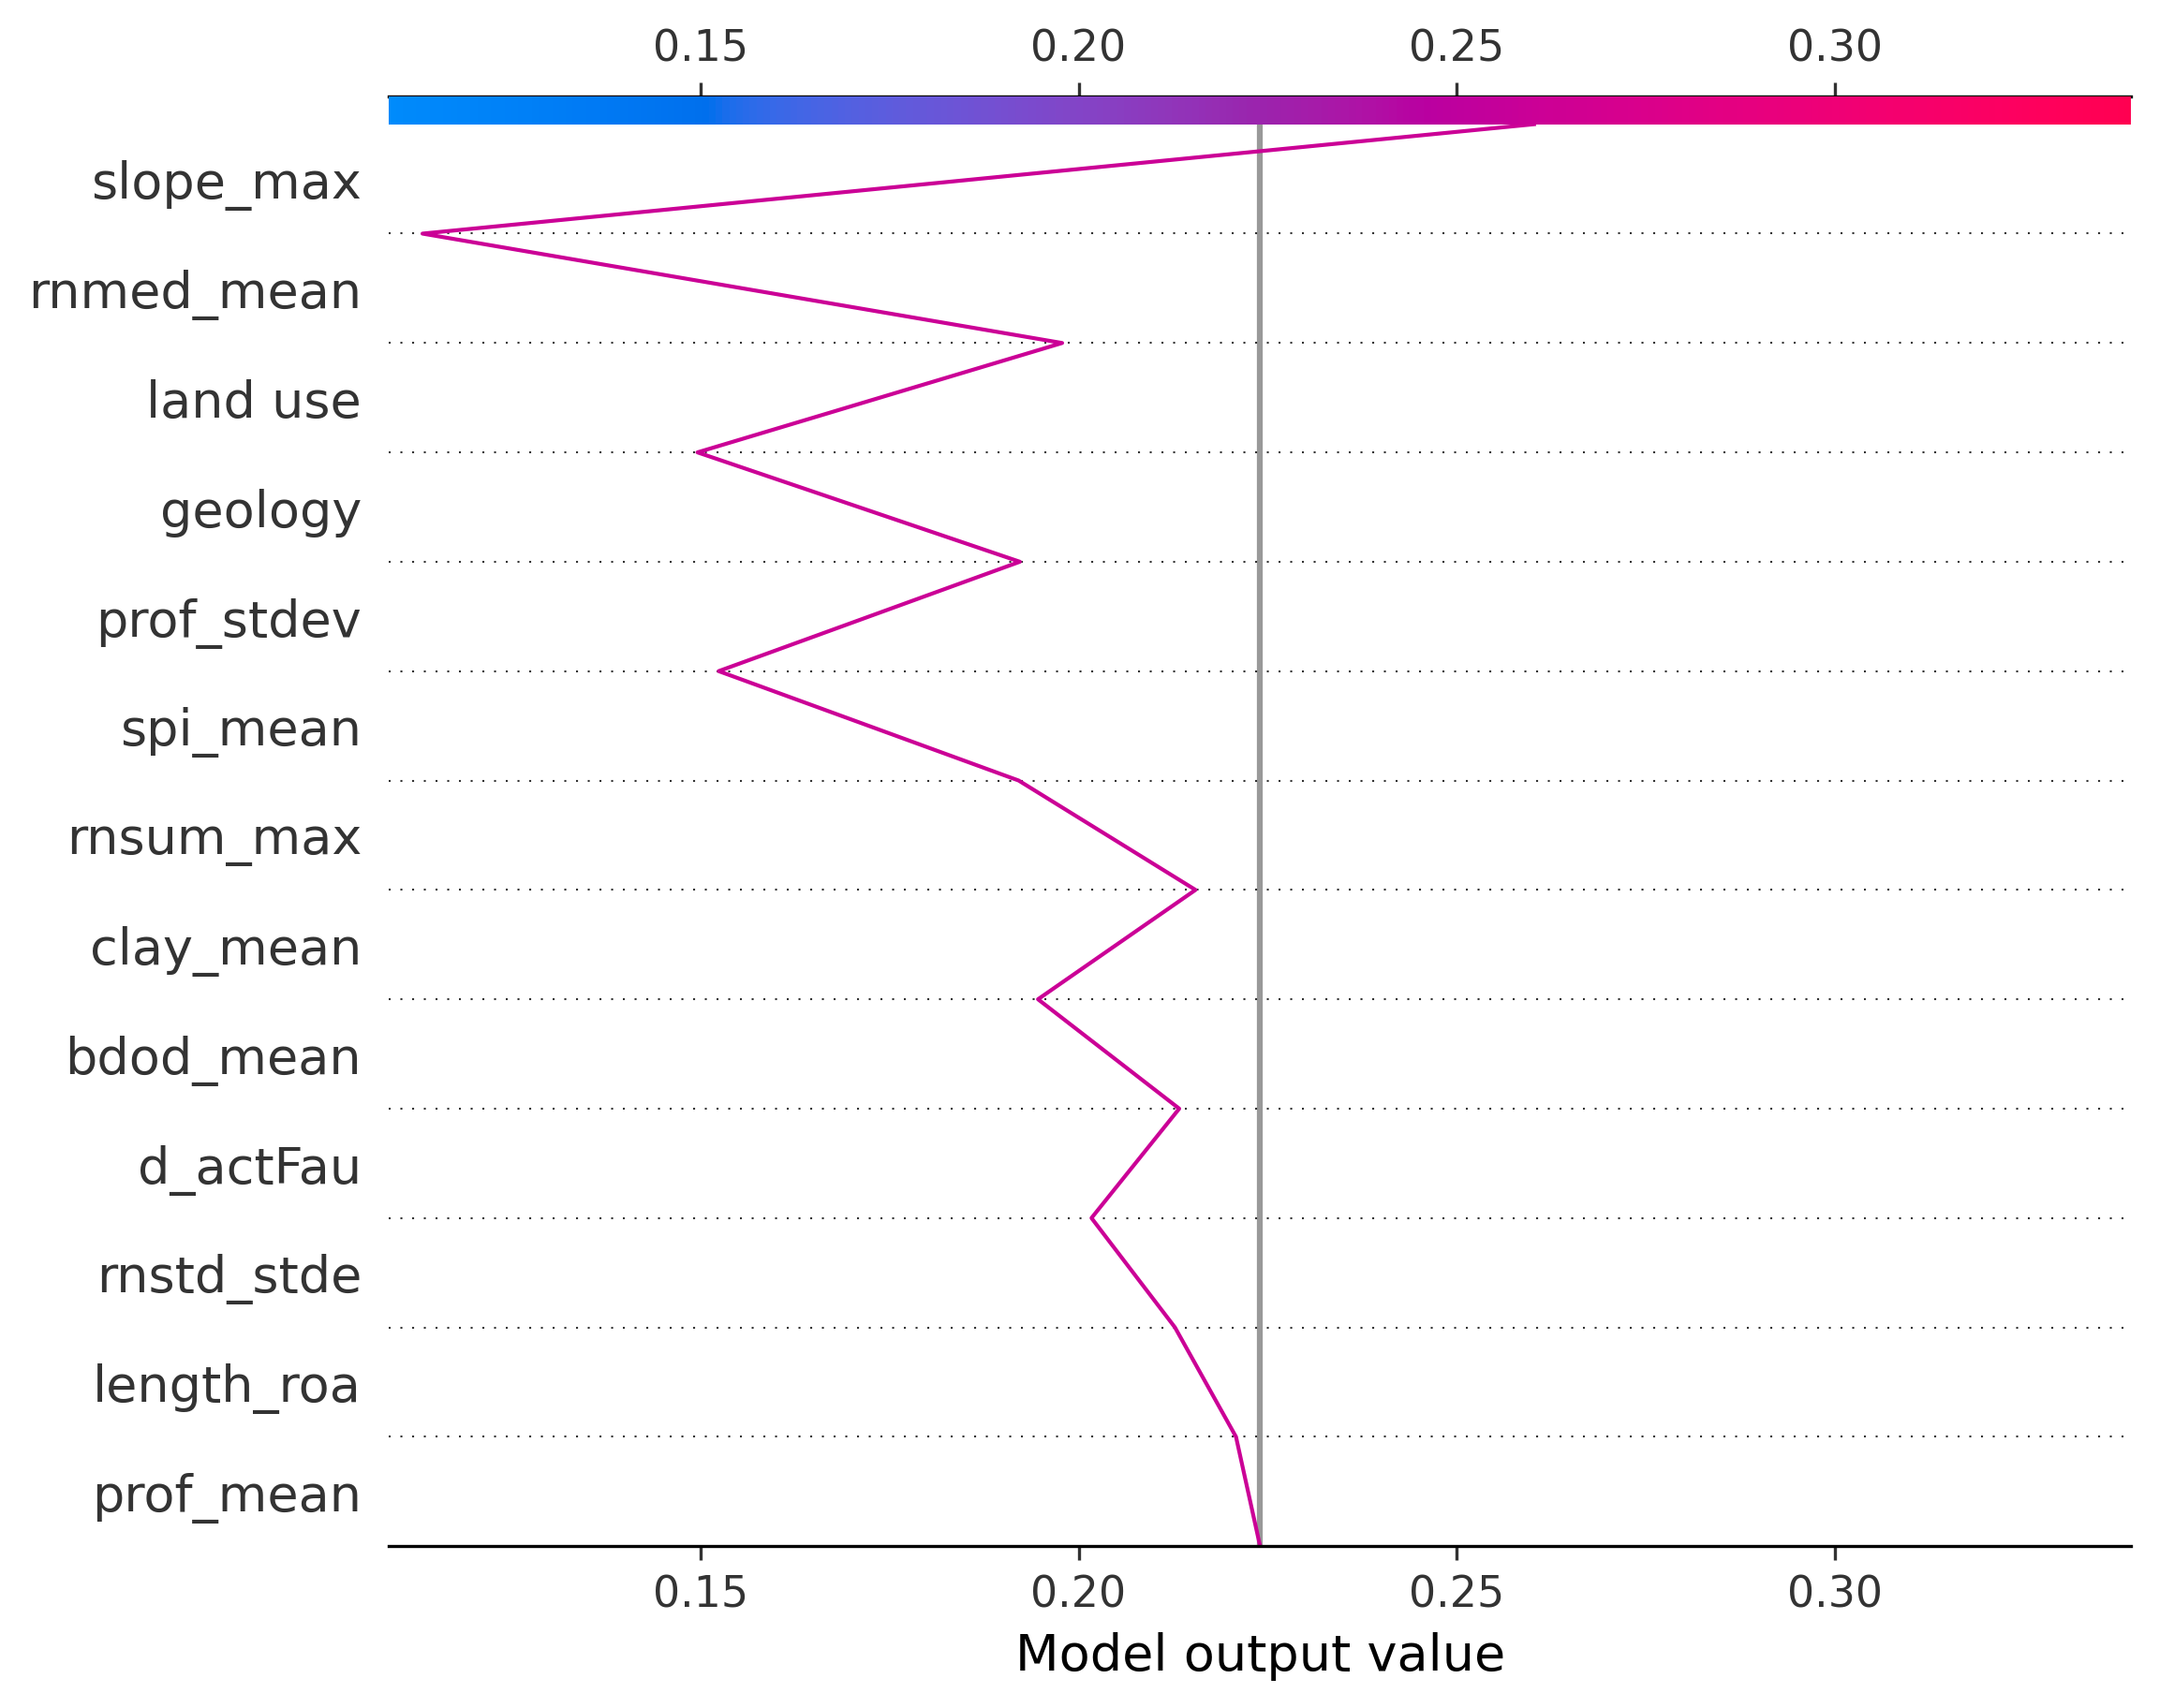 0.15 0.20 0.25 0.30
slope_max
rnmed_mean
land use
geology
prof_stdev
spi_mean
rnsum_max
clay_mean
bdod_mean
d_actFau
rnstd_stde
length_roa
prof_mean
0.15 0.20 0.25 0.30
Model output value